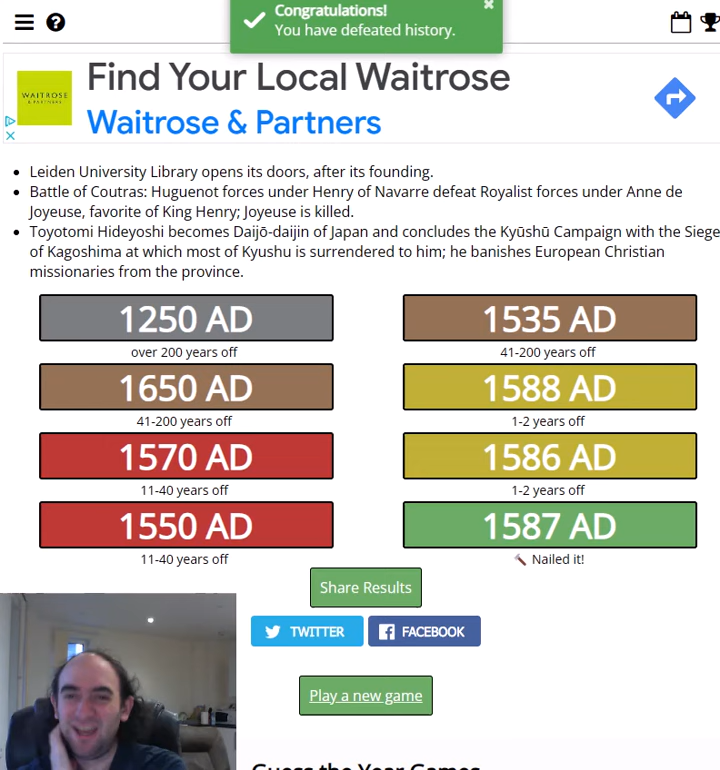 Congratulations!
You have defeated history.
WAITROSE
& PARTNERS
Find Your Local Waitrose
Waitrose & Partners
Leiden University Library opens its doors, after its founding.
Battle of Coutras: Huguenot forces under Henry of Navarre defeat Royalist forces under Anne de
Joyeuse, favorite of King Henry; Joyeuse is killed.
Toyotomi Hideyoshi becomes Daijō-daijin of Japan and concludes the Kyūshū Campaign with the Siege
of Kagoshima at which most of Kyushu is surrendered to him; he banishes European Christian
missionaries from the province.
1250 AD
over 200 years off
1535 AD
41-200 years off
1650 AD
41-200 years off
1588 AD
1-2 years off
1570 AD
11-40 years off
1586 AD
1-2 years off
1550 AD
11-40 years off
1587 AD
Nailed it!
Share Results
TWITTER
FACEBOOK
Play a new game
Guess the Year Games